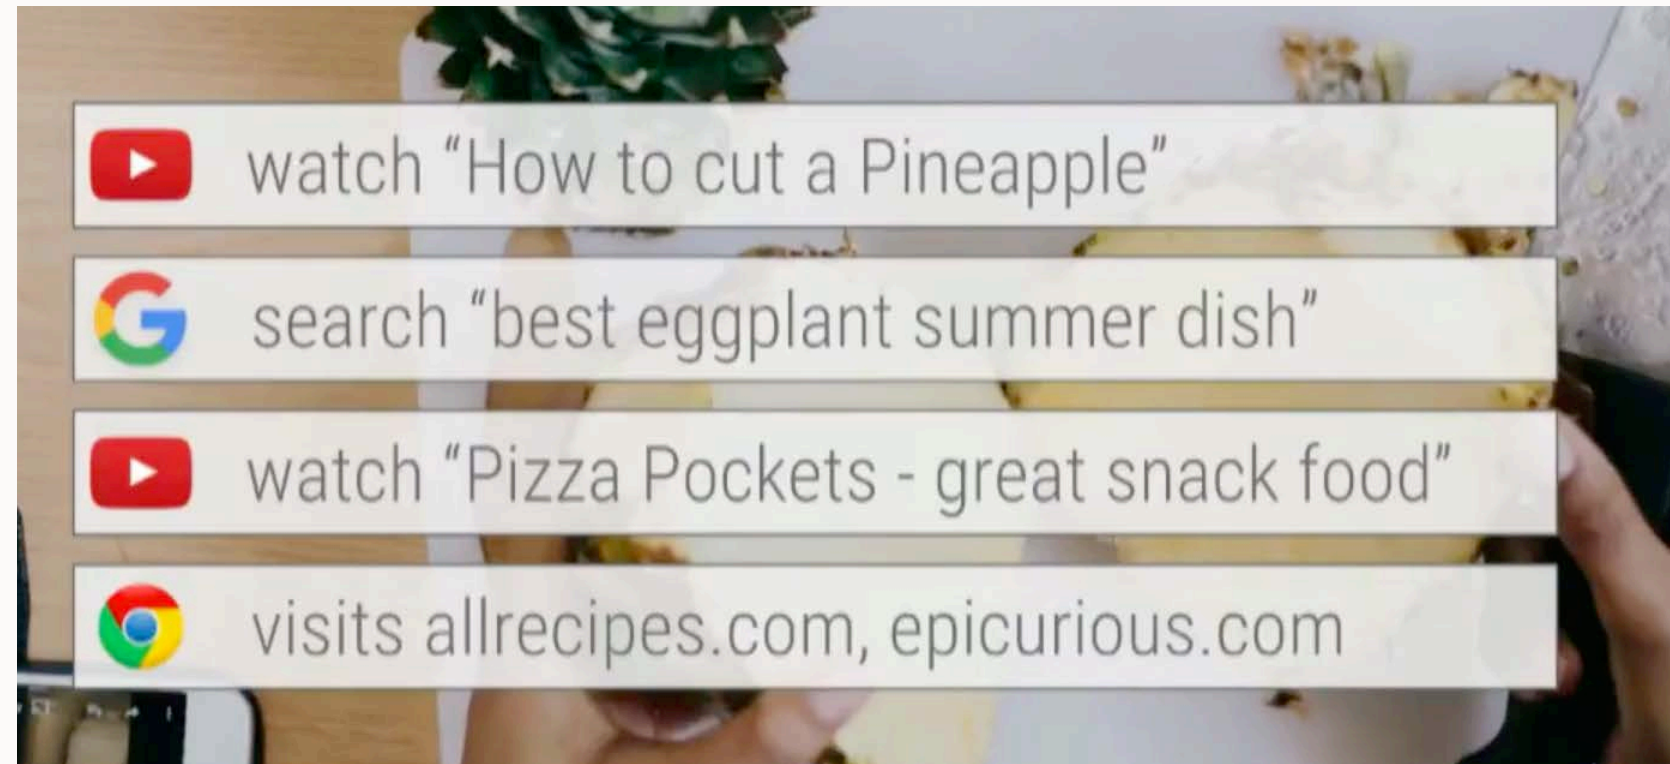 watch “How to cut a Pineapple”
search “best eggplant summer dish”
watch “Pizza Pockets - great snack food”
visits allrecipes.com, epicurious.com